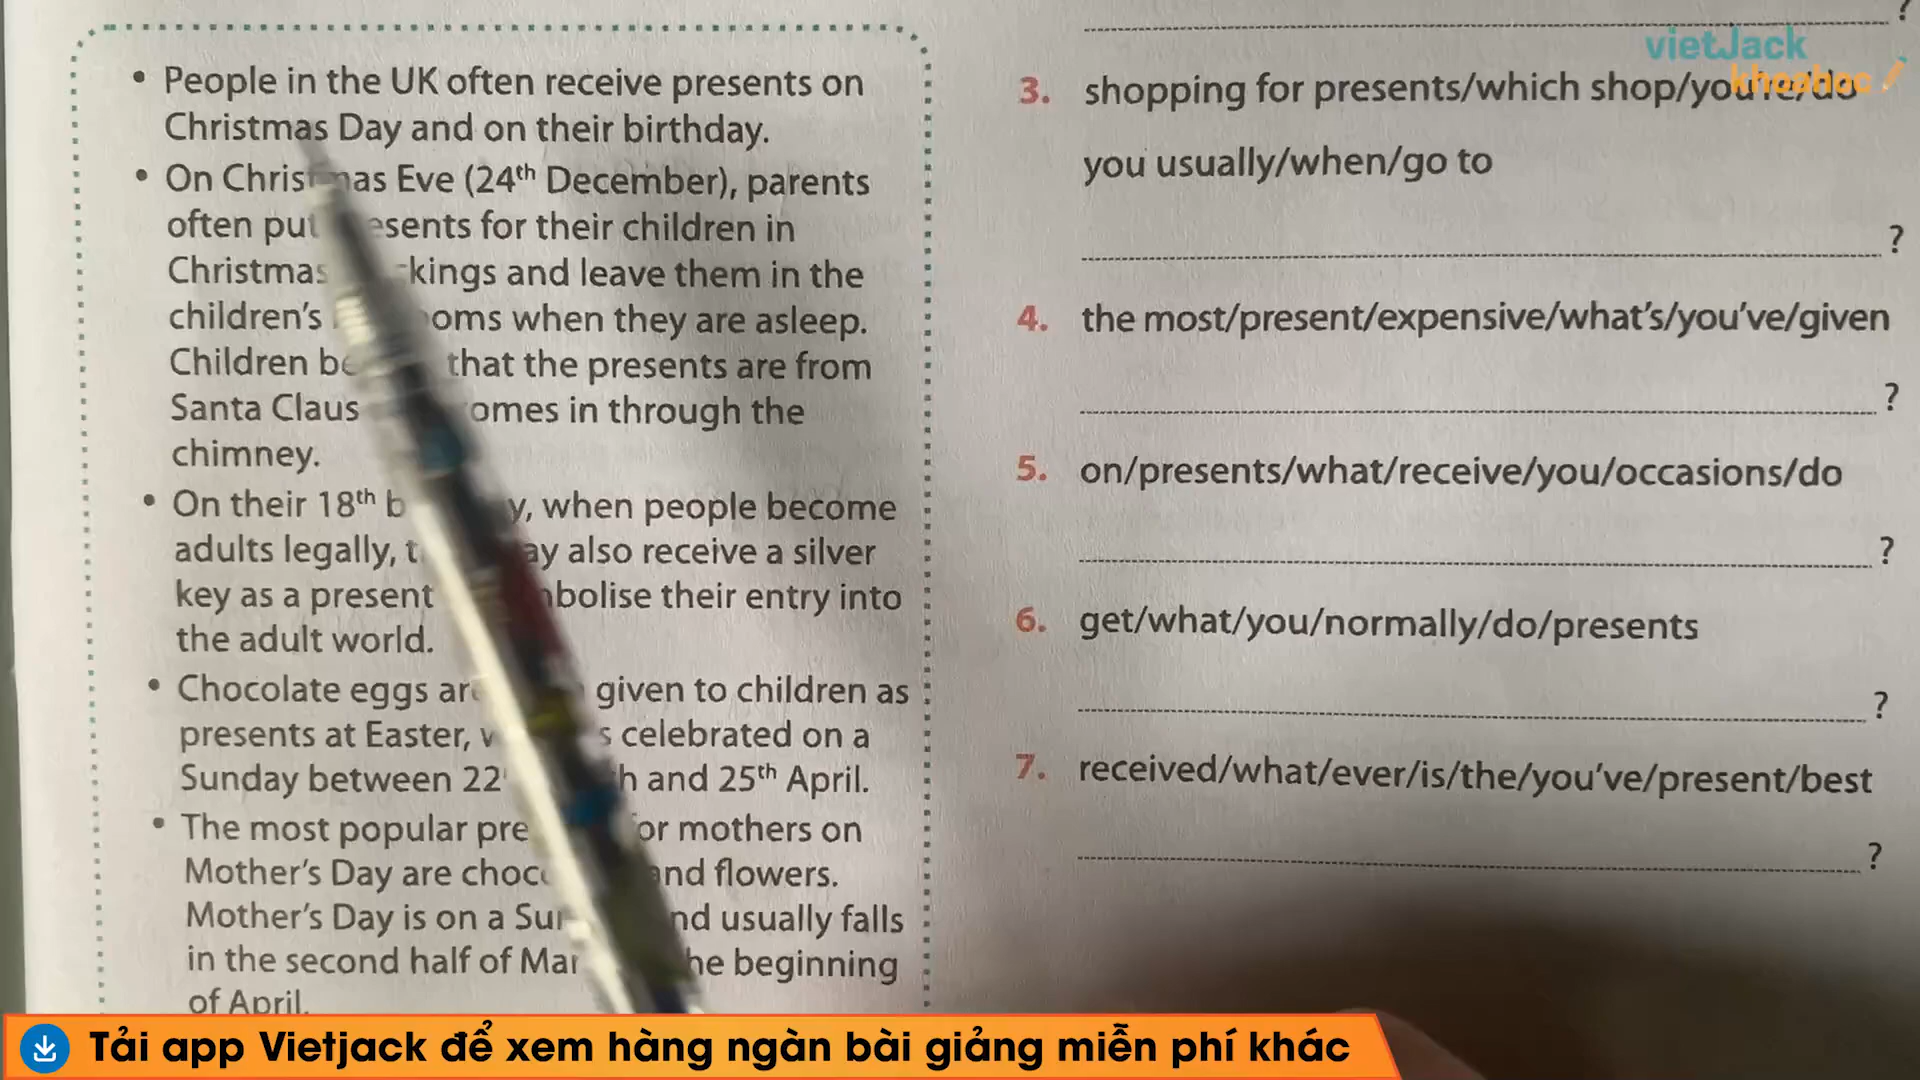 • People in the UK often receive presents on
Christmas Day and on their birthday.
• On Christmas Eve (24th December), parents
often put presents for their children in
Christmas kings and leave them in the
children's ooms when they are asleep.
Children be that the presents are from
Santa Claus omes in through the
chimney.
• On their 18th b y, when people become
adults legally, t ay also receive a silver
key as a present bolise their entry into
the adult world.
• Chocolate eggs are given to children as
presents at Easter, w s celebrated on a
Sunday between 22 h and 25th April.
• The most popular pre or mothers on
Mother's Day are choc and flowers.
Mother's Day is on a Sun nd usually falls
in the second half of Mar he beginning
of April.
?
3. shopping for presents/which shop/you're/do
you usually/when/go to
?
4. the most/present/expensive/what's/you've/given
?
5. on/presents/what/receive/you/occasions/do
?
6. get/what/you/normally/do/presents
?
7. received/what/ever/is/the/you've/present/best
?
vietJack
khoahoc
Tải app Vietjack để xem hàng ngàn bài giảng miễn phí khác